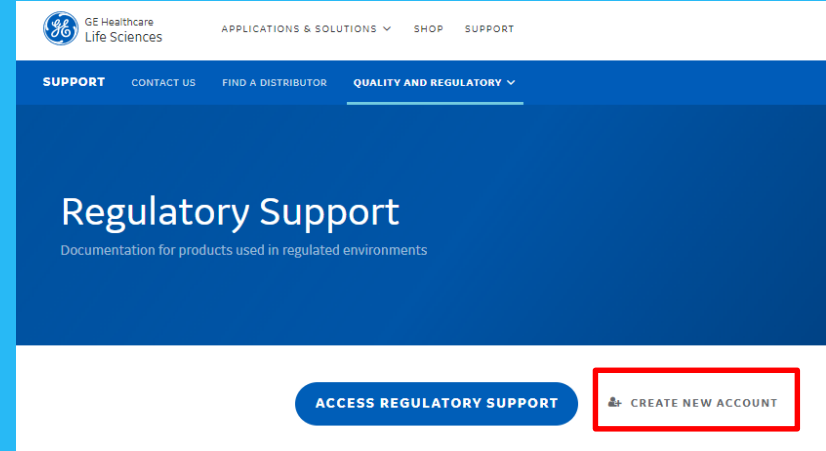 GE Healthcare
Life Sciences
APPLICATIONS & SOLUTIONS SHOP SUPPORT
SUPPORT CONTACT US FIND A DISTRIBUTOR QUALITY AND REGULATORY
Regulatory Support
Documentation for products used in regulated environments
ACCESS REGULATORY SUPPORT CREATE NEW ACCOUNT